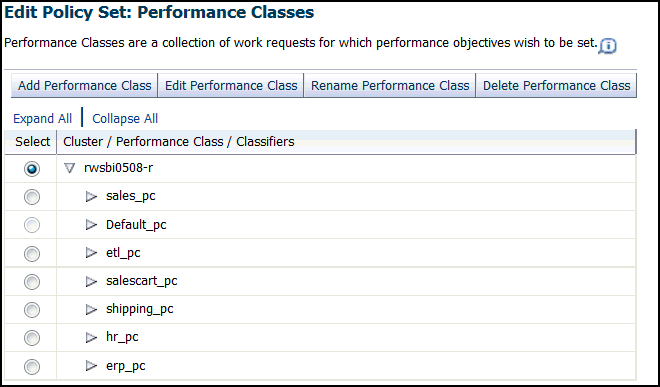 Edit Policy Set: Performance Classes
Performance Classes are a collection of work requests for which performance objectives wish to be set.
Add Performance Class Edit Performance Class Rename Performance Class Delete Performance Class
Expand All Collapse All
Select Cluster / Performance Class / Classifiers
rwsbi0508-r
sales_pc
Default_pc
etl_pc
salescart_pc
shipping_pc
hr_pc
erp_pc